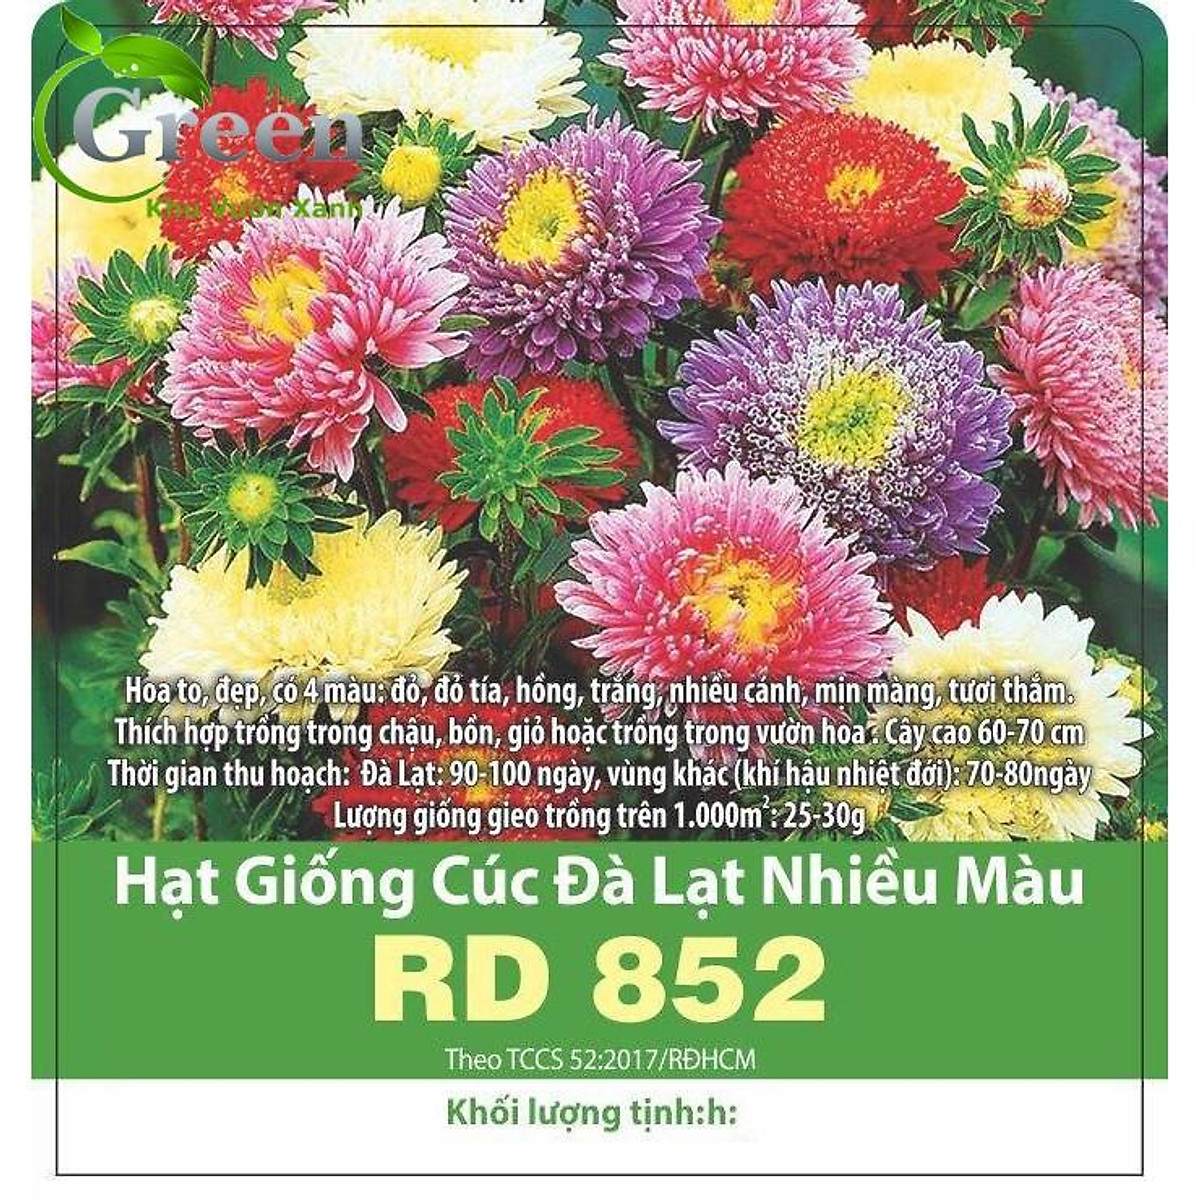 Green
Khu Vườn Xanh
Hoa to, đẹp, có 4 màu: đỏ, đỏ tía, hồng, trắng, nhiều cánh, mịn màng, tươi thắm.
Thích hợp trồng trong chậu, bồn, giỏ hoặc trồng trong vườn hoa . Cây cao 60-70 cm
Thời gian thu hoạch: Đà Lạt: 90-100 ngày, vùng khác (khí hậu nhiệt đới): 70-80ngày
Lượng giống gieo trồng trên 1.000m²: 25-30g
Hạt Giống Cúc Đà Lạt Nhiều Màu
RD 852
Theo TCCS 52:2017/RĐHCM
Khối lượng tịnh:h: